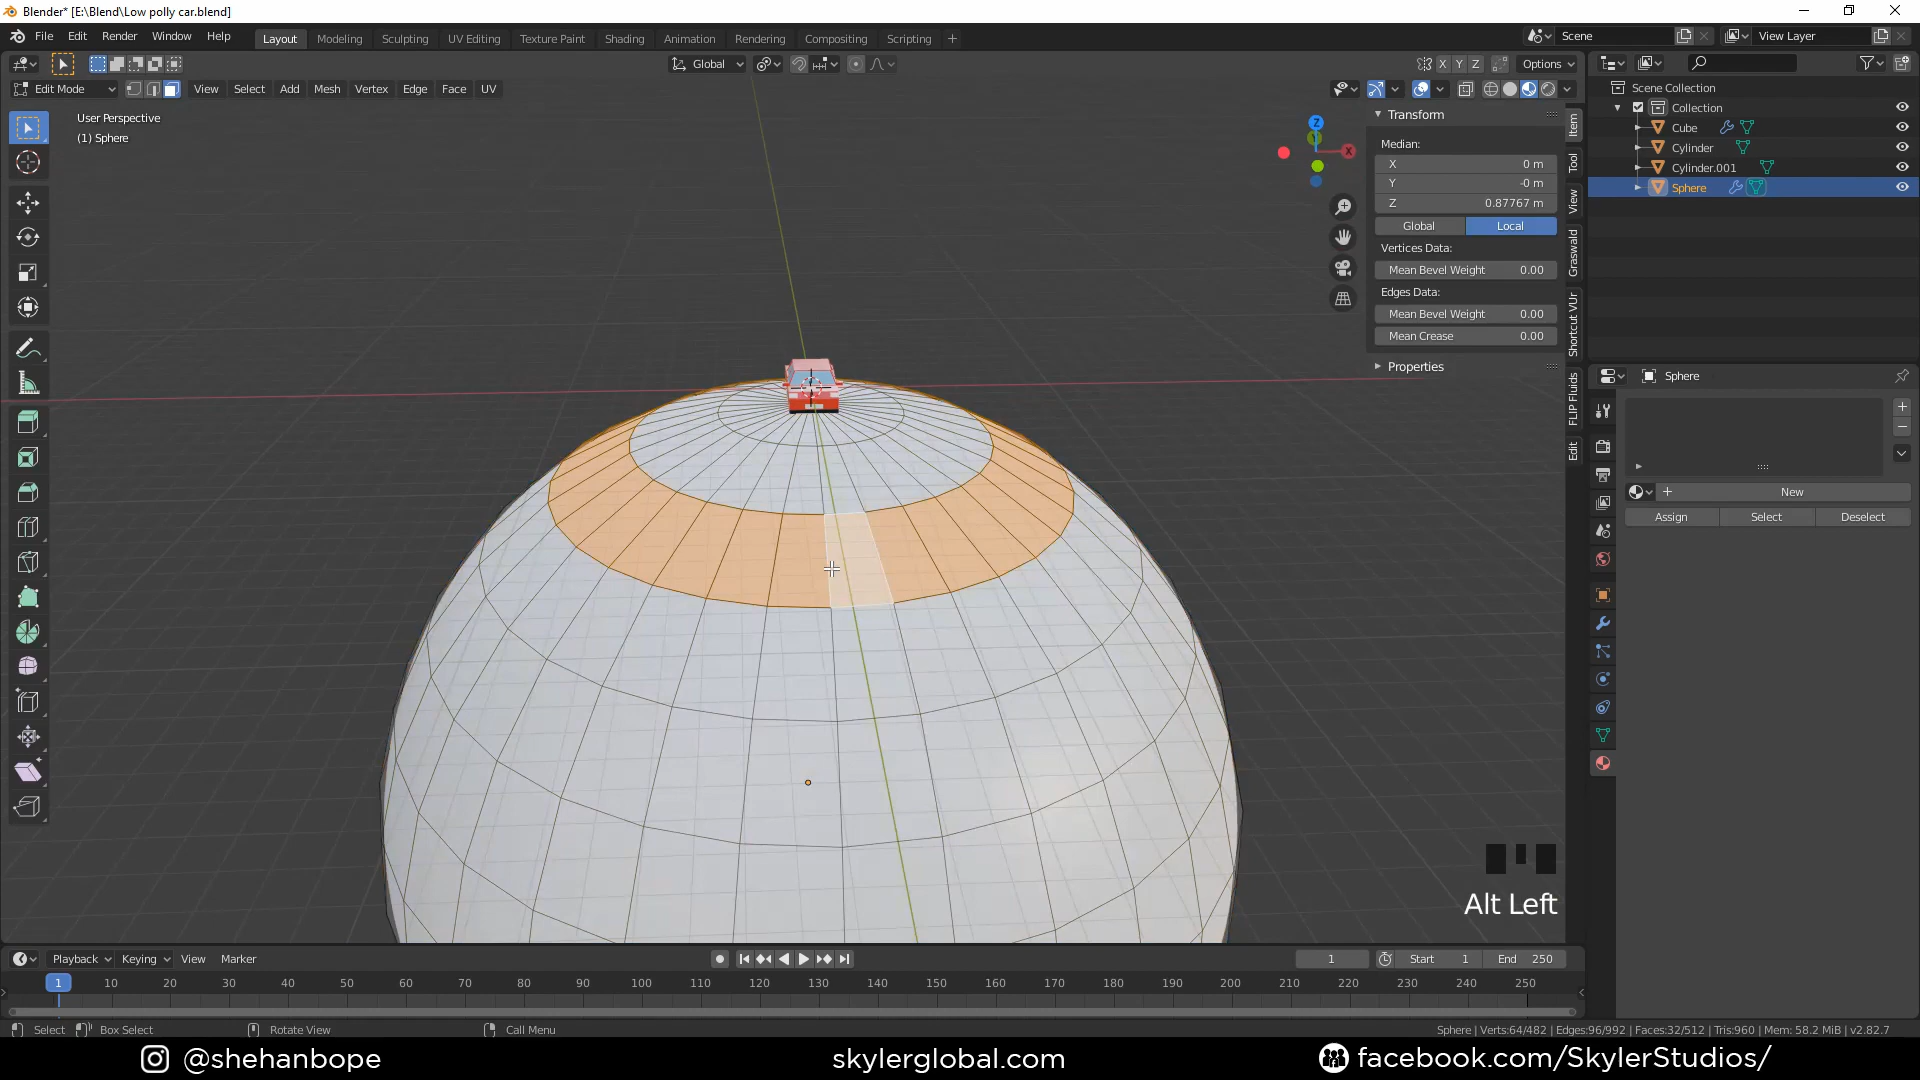 Blender* [E:\Blend\Low polly car.blend]
File Edit Render Window Help
Layout Modeling Sculpting UV Editing Texture Paint Shading Animation Rendering Compositing Scripting
Scene View Layer
Global X Y Z Options
Edit Mode View Select Add Mesh Vertex Edge Face UV
User Perspective
(1) Sphere
Z
X
Transform
Median:
X 0 m
Y -0 m
Z 0.87767 m
Global Local
Vertices Data:
Mean Bevel Weight 0.00
Edges Data:
Mean Bevel Weight 0.00
Mean Crease 0.00
Properties
Item
Tool
View
Graswald
Shortcut VUr
FLIP Fluids
Edit
Scene Collection
Collection
Cube
Cylinder
Cylinder.001
Sphere
Sphere
New
Assign Select Deselect
Alt Left
Playback Keying View Marker 1 Start 1 End 250
1 10 20 30 40 50 60 70 80 90 100 110 120 130 140 150 160 170 180 190 200 210 220 230 240 250
Select Box Select Rotate View Call Menu Sphere | Verts:64/482 | Edges:96/992 | Faces:32/512 | Tris:960 | Mem: 58.2 MiB | v2.82.7
@shehanbope skylerglobal.com facebook.com/SkylerStudios/